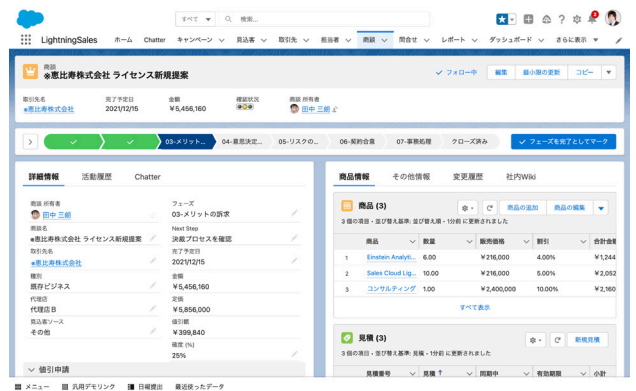 すべて ▼ 検索...
LightningSales ホーム Chatter キャンペーン 見込客 取引先 担当者 商談 問合せ レポート ダッシュボード さらに表示 ▼
商談
※恵比寿株式会社 ライセンス新規提案
✓ フォロー中 編集 最小限の更新 コピー
取引先名 完了予定日 金額 確認状況 商談 所有者
※恵比寿株式会社 2021/12/15 ¥5,456,160 田中 三郎
03-メリット... 04-意思決定... 05-リスクの... 06-契約合意 07-事務処理 クローズ済み ✓ フェーズを完了としてマーク
詳細情報 活動履歴 Chatter
商談 所有者 フェーズ
田中 三郎 03-メリットの訴求
商談名 Next Step
※恵比寿株式会社 ライセンス新規提案 決裁プロセスを確認
取引先名 完了予定日
※恵比寿株式会社 2021/12/15
種別 金額
既存ビジネス ¥5,456,160
代理店 定価
代理店B ¥5,856,000
見込客ソース 値引額
その他 ¥399,840
確度 (%)
25%
値引申請
商品情報 その他情報 変更履歴 社内Wiki
商品 (3) 商品の追加 商品の編集
3 個の項目・並び替え基準: 並び替え順・1分前 に更新されました
商品 数量 販売価格 割引 合計金額
1 Einstein Analyti... 6.00 ¥216,000 4.00% ¥1,244
2 Sales Cloud Lig... 10.00 ¥216,000 5.00% ¥2,052
3 コンサルティング 1.00 ¥2,400,000 10.00% ¥2,160
すべて表示
見積 (3) 新規見積
3 個の項目・並び替え基準: 見積・1分前 に更新されました
見積番号 見積 ↑ 同期中 有効期限 小計
メニュー 汎用デモリンク 日報提出 最近使ったデータ